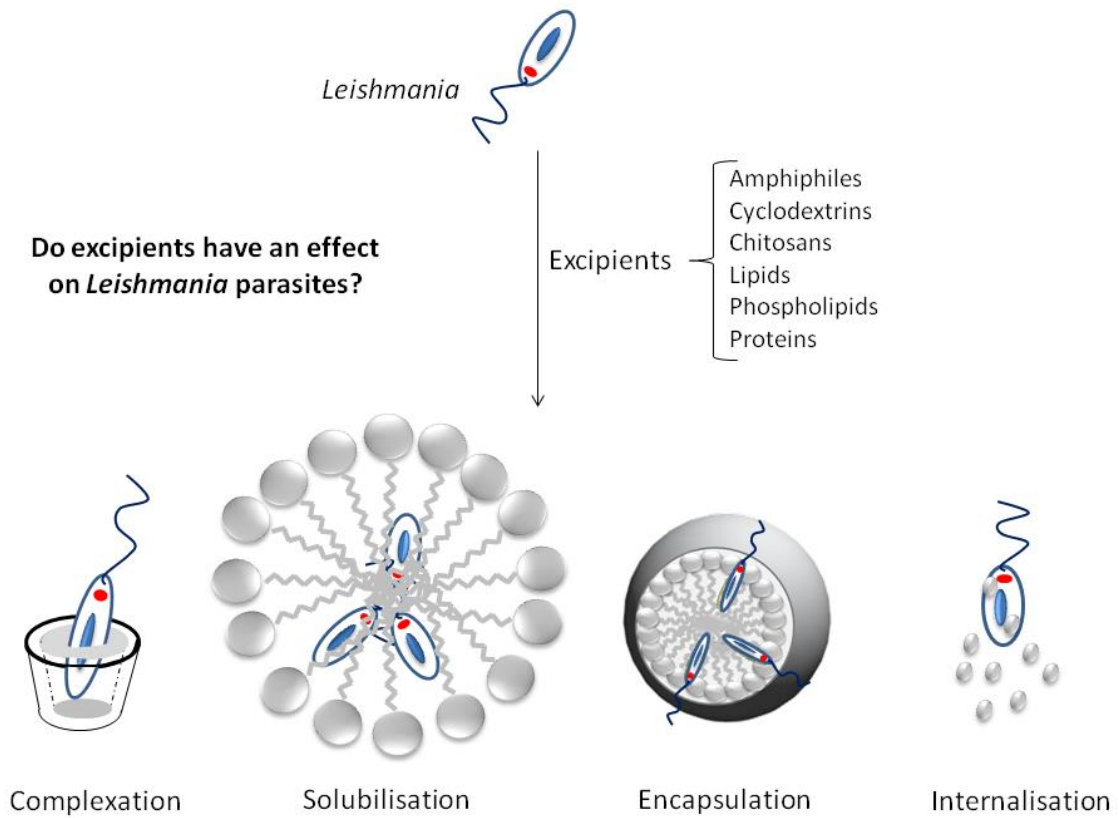 Leishmania
Do excipients have an effect
on Leishmania parasites?
Excipients
Amphiphiles
Cyclodextrins
Chitosans
Lipids
Phospholipids
Proteins
Complexation
Solubilisation
Encapsulation
Internalisation